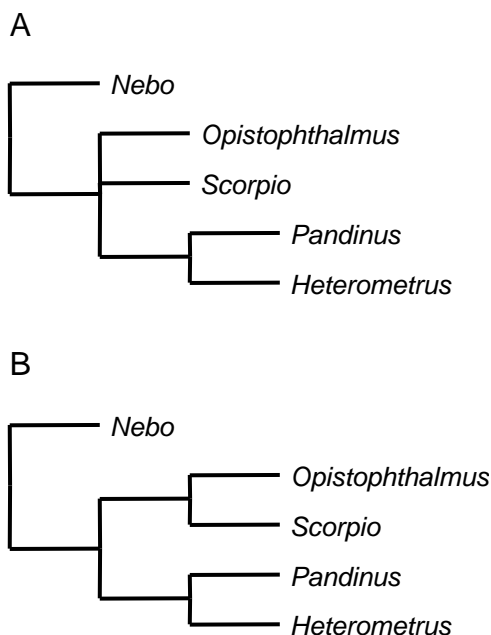 A
Nebo
Opistophthalmus
Scorpio
Pandinus
Heterometrus
B
Nebo
Opistophthalmus
Scorpio
Pandinus
Heterometrus